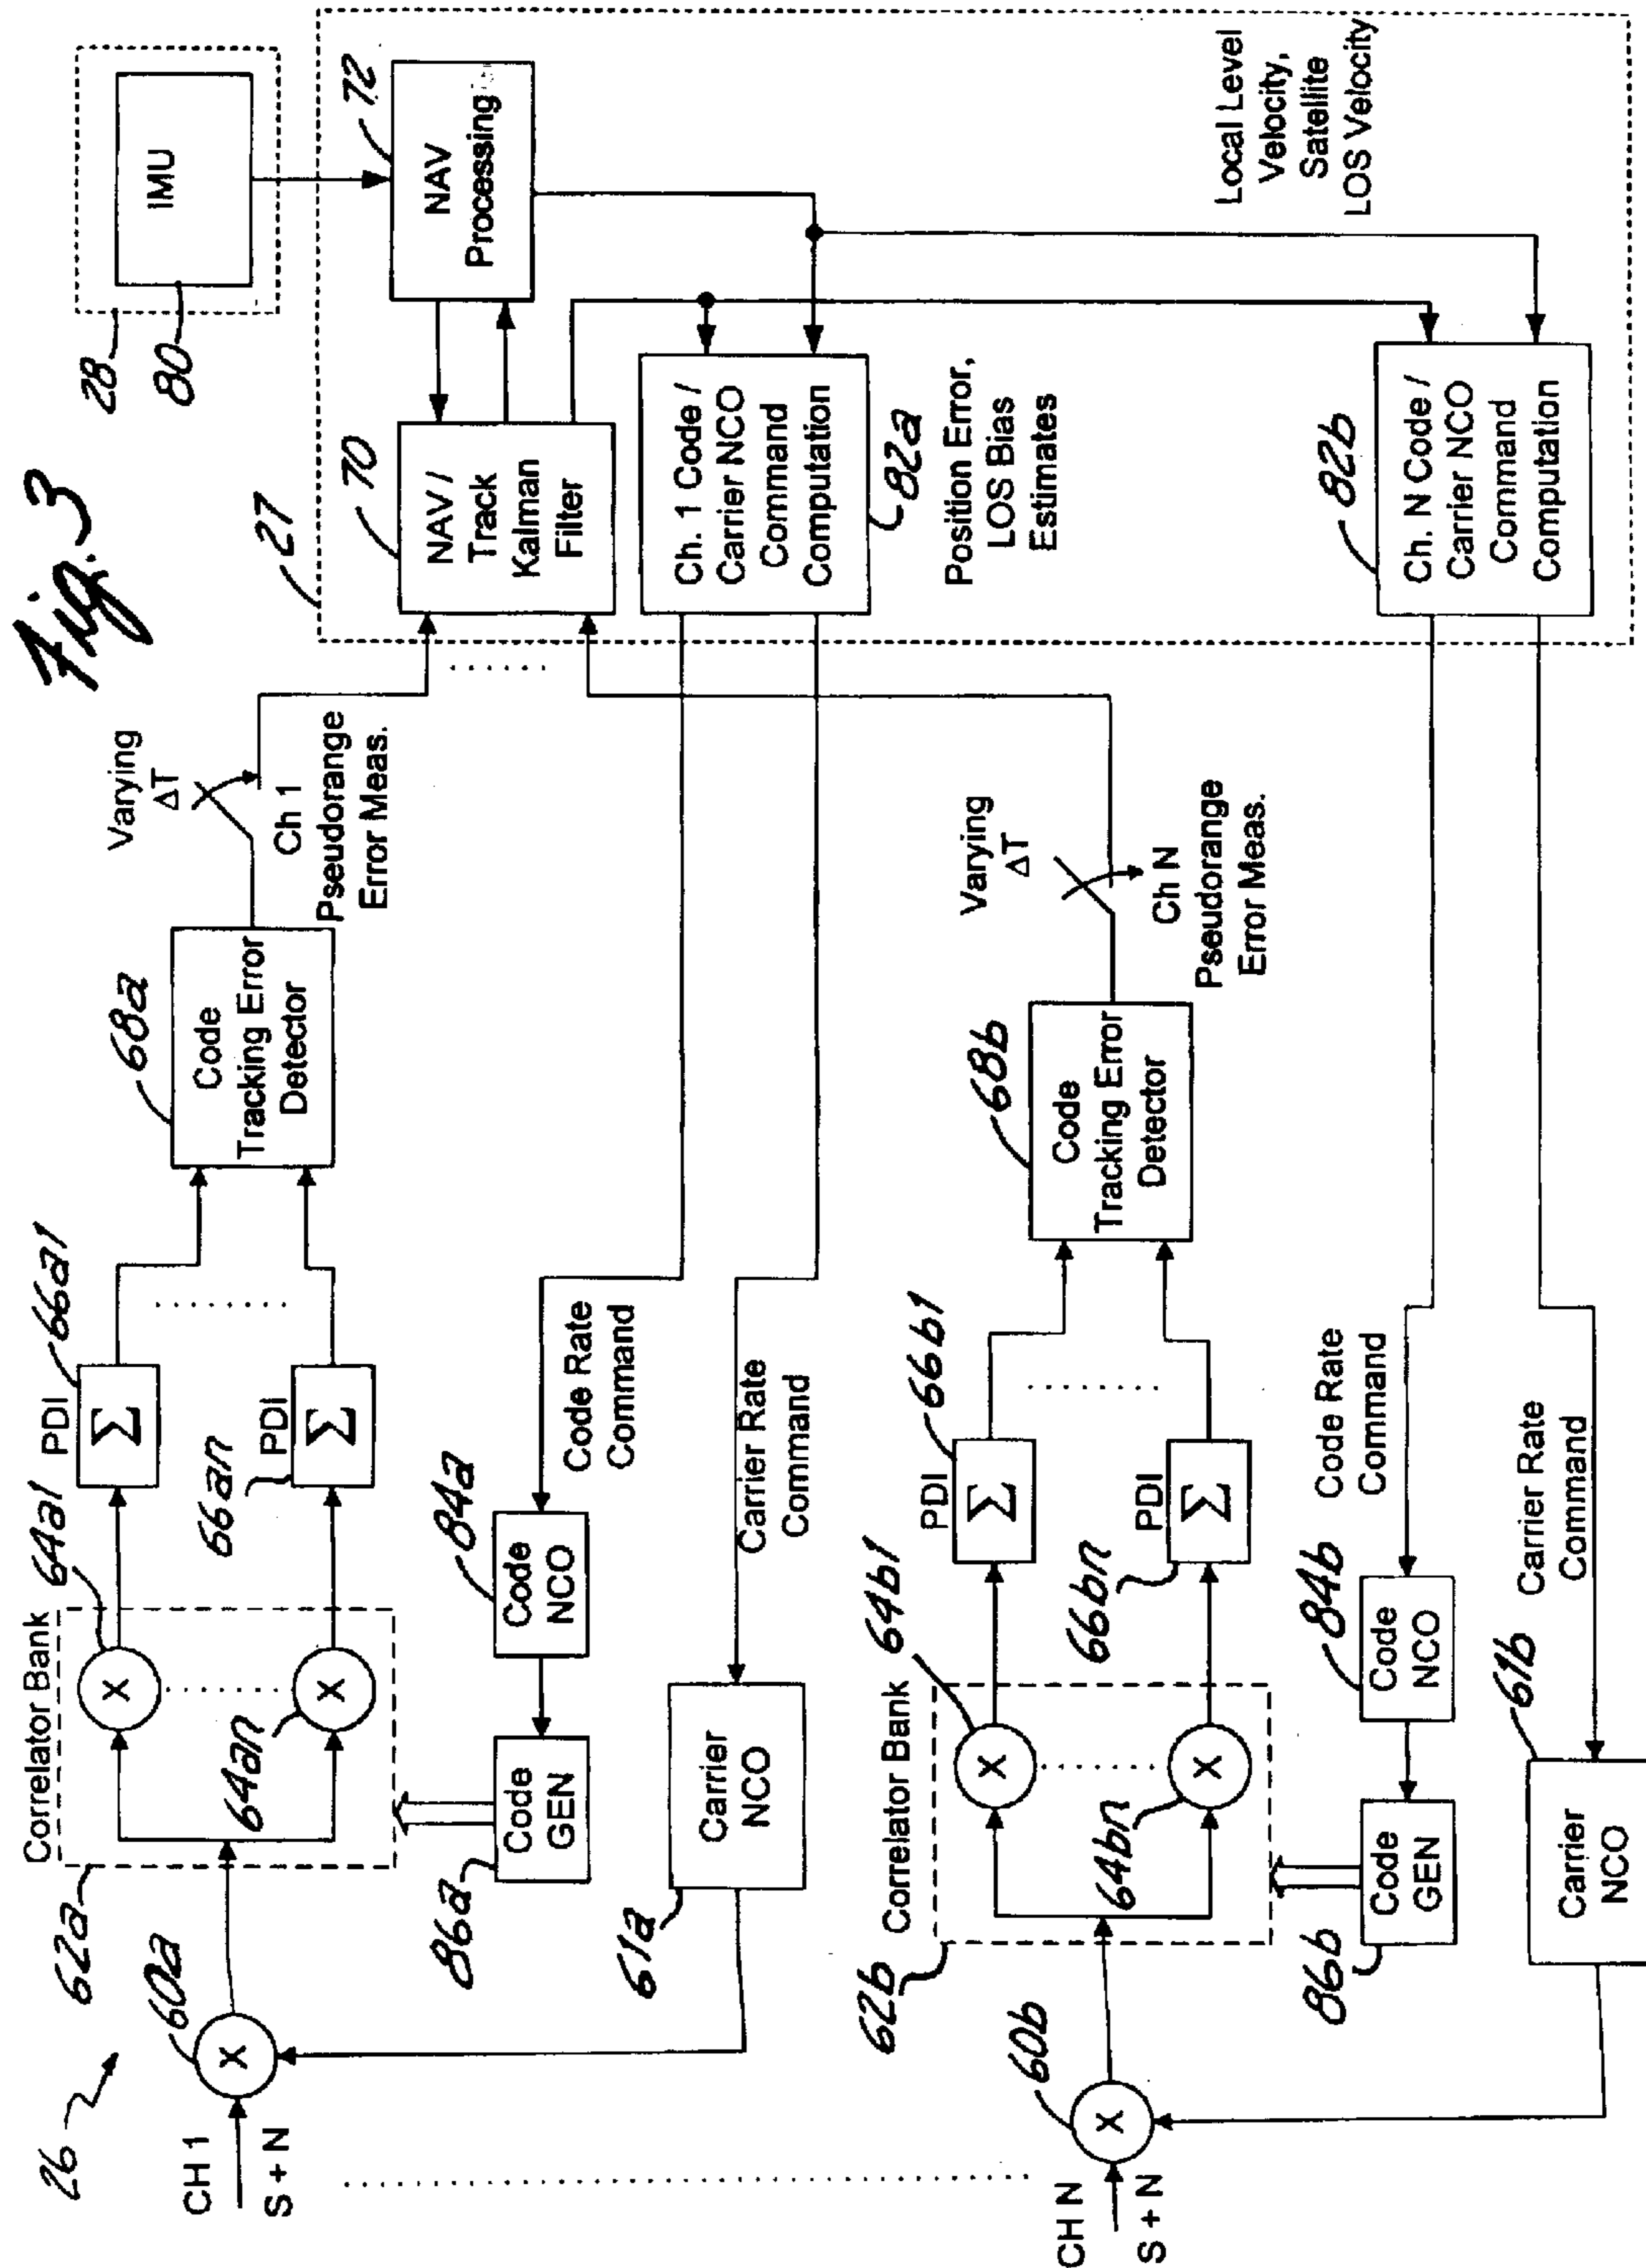 Fig. 3
26
CH 1
S + N
60a
62a
Correlator Bank
X
X
64a1
64an
PDI
Σ
66a1
PDI
Σ
66an
68a
Code
Tracking Error
Detector
Varying
ΔT
Ch 1
Pseudorange
Error Meas.
28
80
IMU
27
70
NAV /
Track
Kalman
Filter
72
NAV
Processing
X
86a
Code
GEN
84a
Code
NCO
Code Rate
Command
61a
Carrier
NCO
Carrier Rate
Command
Ch. 1 Code /
Carrier NCO
Command
Computation
82a
Position Error,
LOS Bias
Estimates
Local Level
Velocity,
Satellite
LOS Velocity
CH N
S + N
60b
X
62b
Correlator Bank
X
X
64b1
64bn
PDI
Σ
66b1
PDI
Σ
66bn
68b
Code
Tracking Error
Detector
Varying
ΔT
Ch N
Pseudorange
Error Meas.
86b
Code
GEN
84b
Code
NCO
Code Rate
Command
61b
Carrier
NCO
Carrier Rate
Command
82b
Ch. N Code /
Carrier NCO
Command
Computation